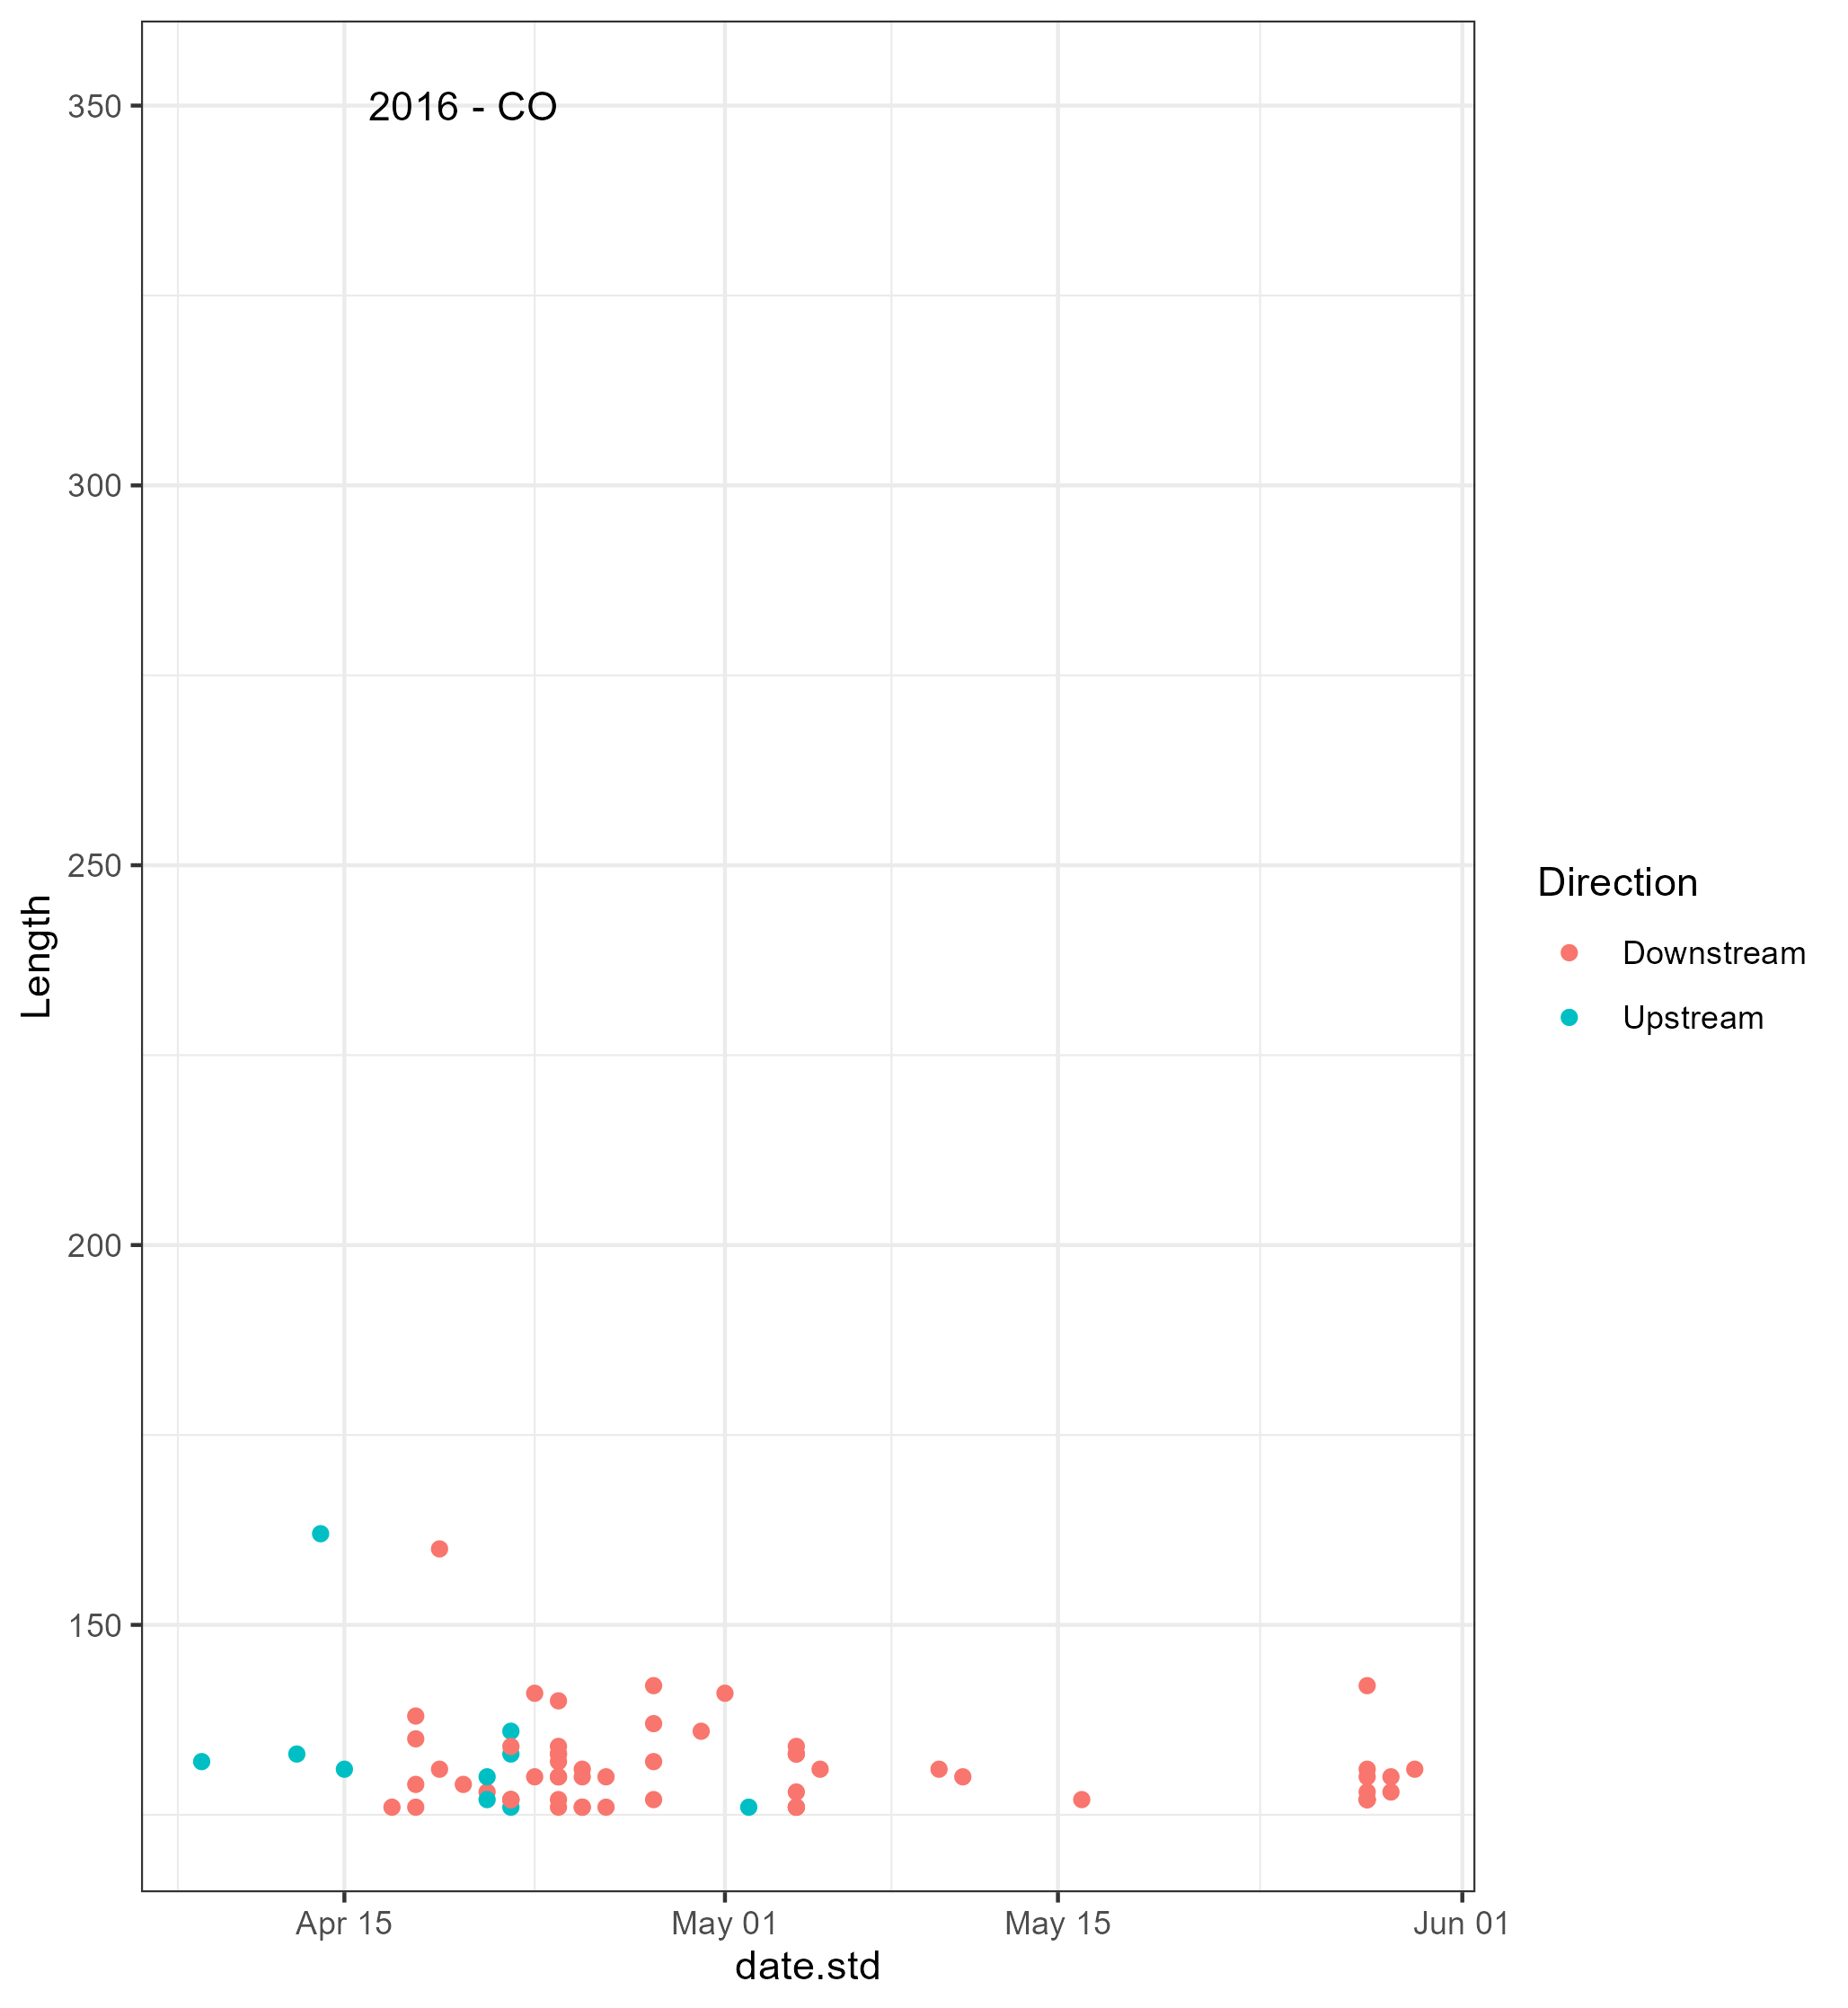 2016 - CO
350
300
250
200
150
Length
Apr 15
May 01
May 15
Jun 01
date.std
Direction
Downstream
Upstream